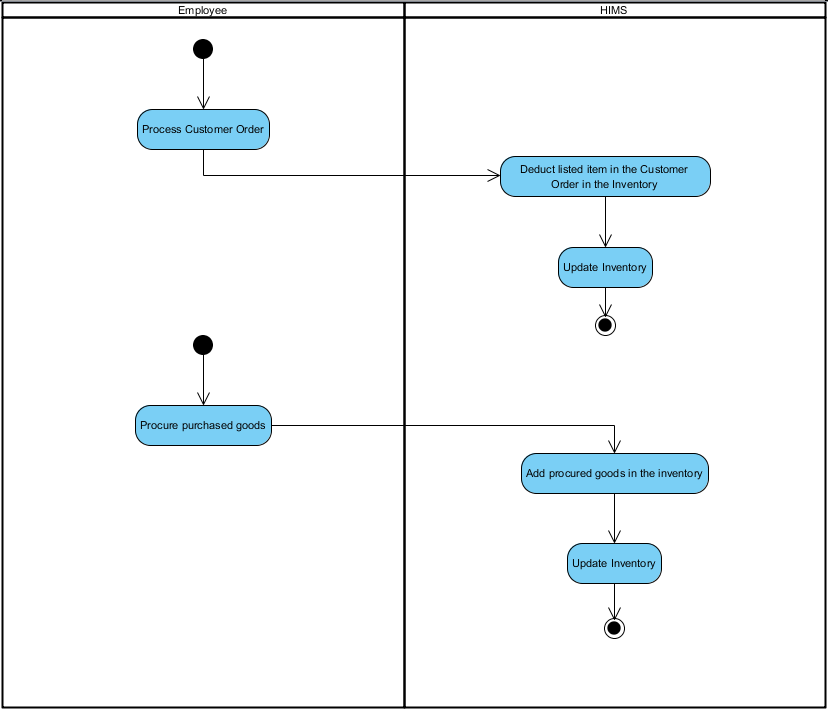 Employee
HIMS
Process Customer Order
Deduct listed item in the Customer
Order in the Inventory
Update Inventory
Procure purchased goods
Add procured goods in the inventory
Update Inventory